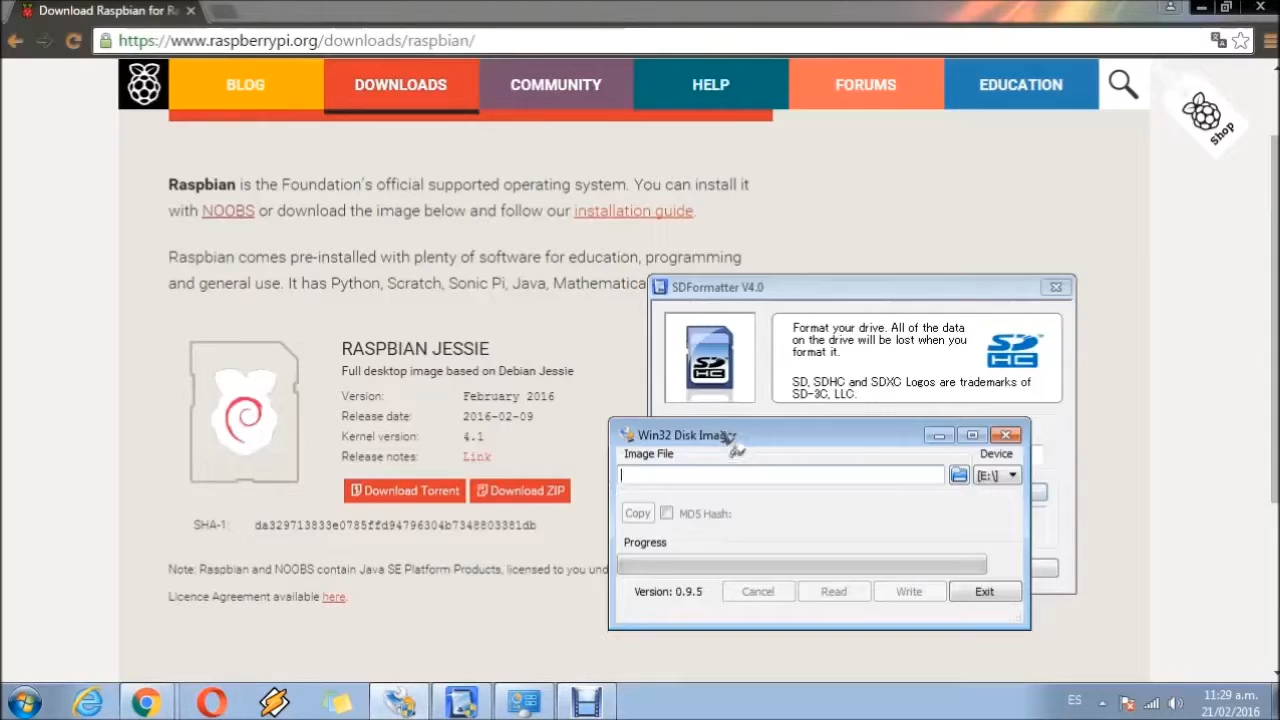 Download Raspbian for R
https://www.raspberrypi.org/downloads/raspbian/
BLOG
DOWNLOADS
COMMUNITY
HELP
FORUMS
EDUCATION
shop
Raspbian is the Foundation's official supported operating system. You can install it
with NOOBS or download the image below and follow our installation guide.
Raspbian comes pre-installed with plenty of software for education, programming
and general use. It has Python, Scratch, Sonic Pi, Java, Mathematica
RASPBIAN JESSIE
Full desktop image based on Debian Jessie
Version: February 2016
Release date: 2016-02-09
Kernel version: 4.1
Release notes: Link
Download Torrent
Download ZIP
SHA-1: da329713833e0785ffd94796304b7348803381db
Note: Raspbian and NOOBS contain Java SE Platform Products, licensed to you und
Licence Agreement available here.
SDFormatter V4.0
SD
HC
Format your drive. All of the data
on the drive will be lost when you
format it.
SD, SDHC and SDXC Logos are trademarks of
SD-3C, LLC.
SD
HC
Win32 Disk Imager
Image File
Device
[E:\]
Copy
MD5 Hash:
Progress
Version: 0.9.5
Cancel
Read
Write
Exit
ES
11:29 a.m.
21/02/2016